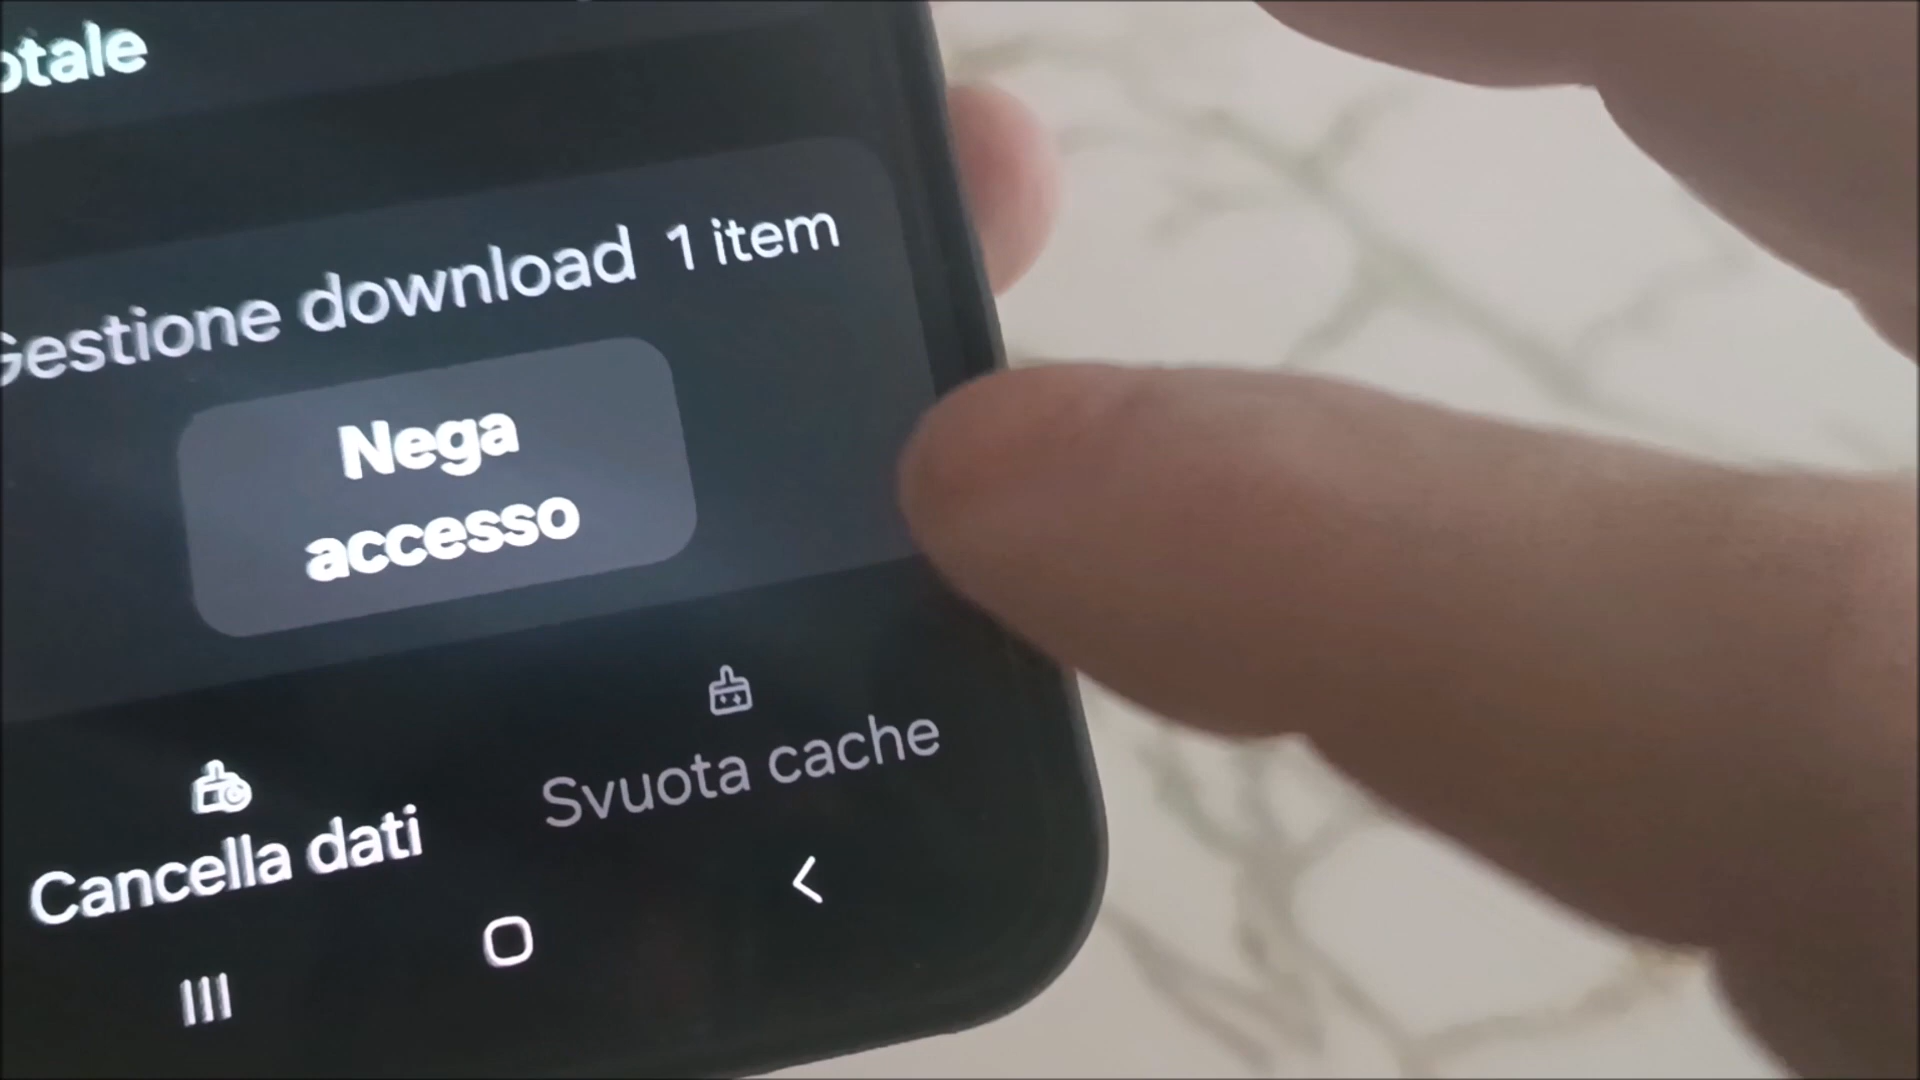 otale
Gestione download 1 item
Nega
accesso
Svuota cache
Cancella dati